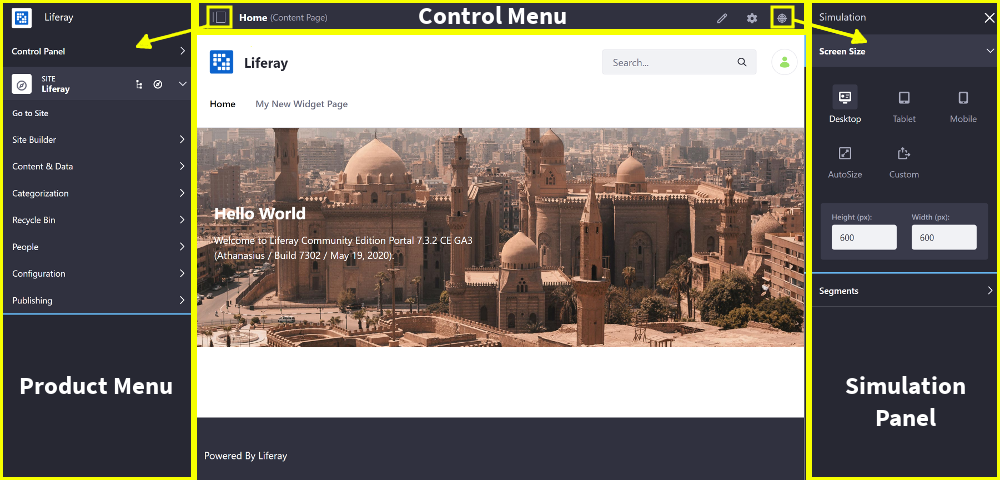 Liferay
Control Panel
SITE
Liferay
Go to Site
Site Builder
Content & Data
Categorization
Recycle Bin
People
Configuration
Publishing
Product Menu
Home (Content Page)
Control Menu
Liferay
Search...
Home
My New Widget Page
Hello World
Welcome to Liferay Community Edition Portal 7.3.2 CE GA3
(Athanasius / Build 7302 / May 19, 2020).
Powered By Liferay
Simulation
Screen Size
Desktop
Tablet
Mobile
AutoSize
Custom
Height (px):
Width (px):
600
600
Segments
Simulation
Panel